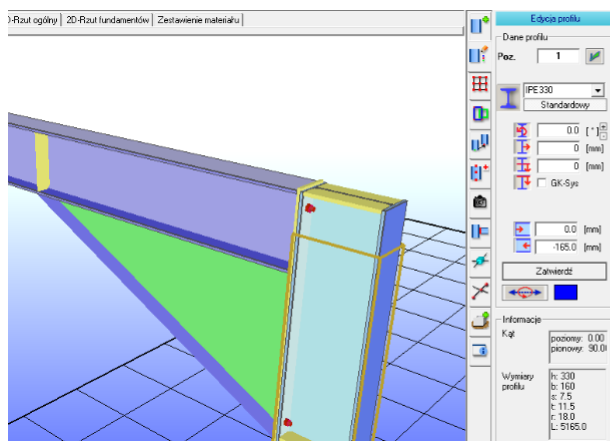 D-Rzut ogólny 2D-Rzut fundamentów Zestawienie materiału
Edycja profilu
Dane profilu
Poz. 1
IPE330
Standardowy
0.0 [°] +
-
0 [mm]
0 [mm]
GK-Sys
0.0 [mm]
-165.0 [mm]
Zatwierdź
Informacje
Kąt
poziomy: 0.00
pionowy: 90.0
Wymiary profilu
h: 330
b: 160
s: 7.5
t: 11.5
r: 18.0
L: 5165.0